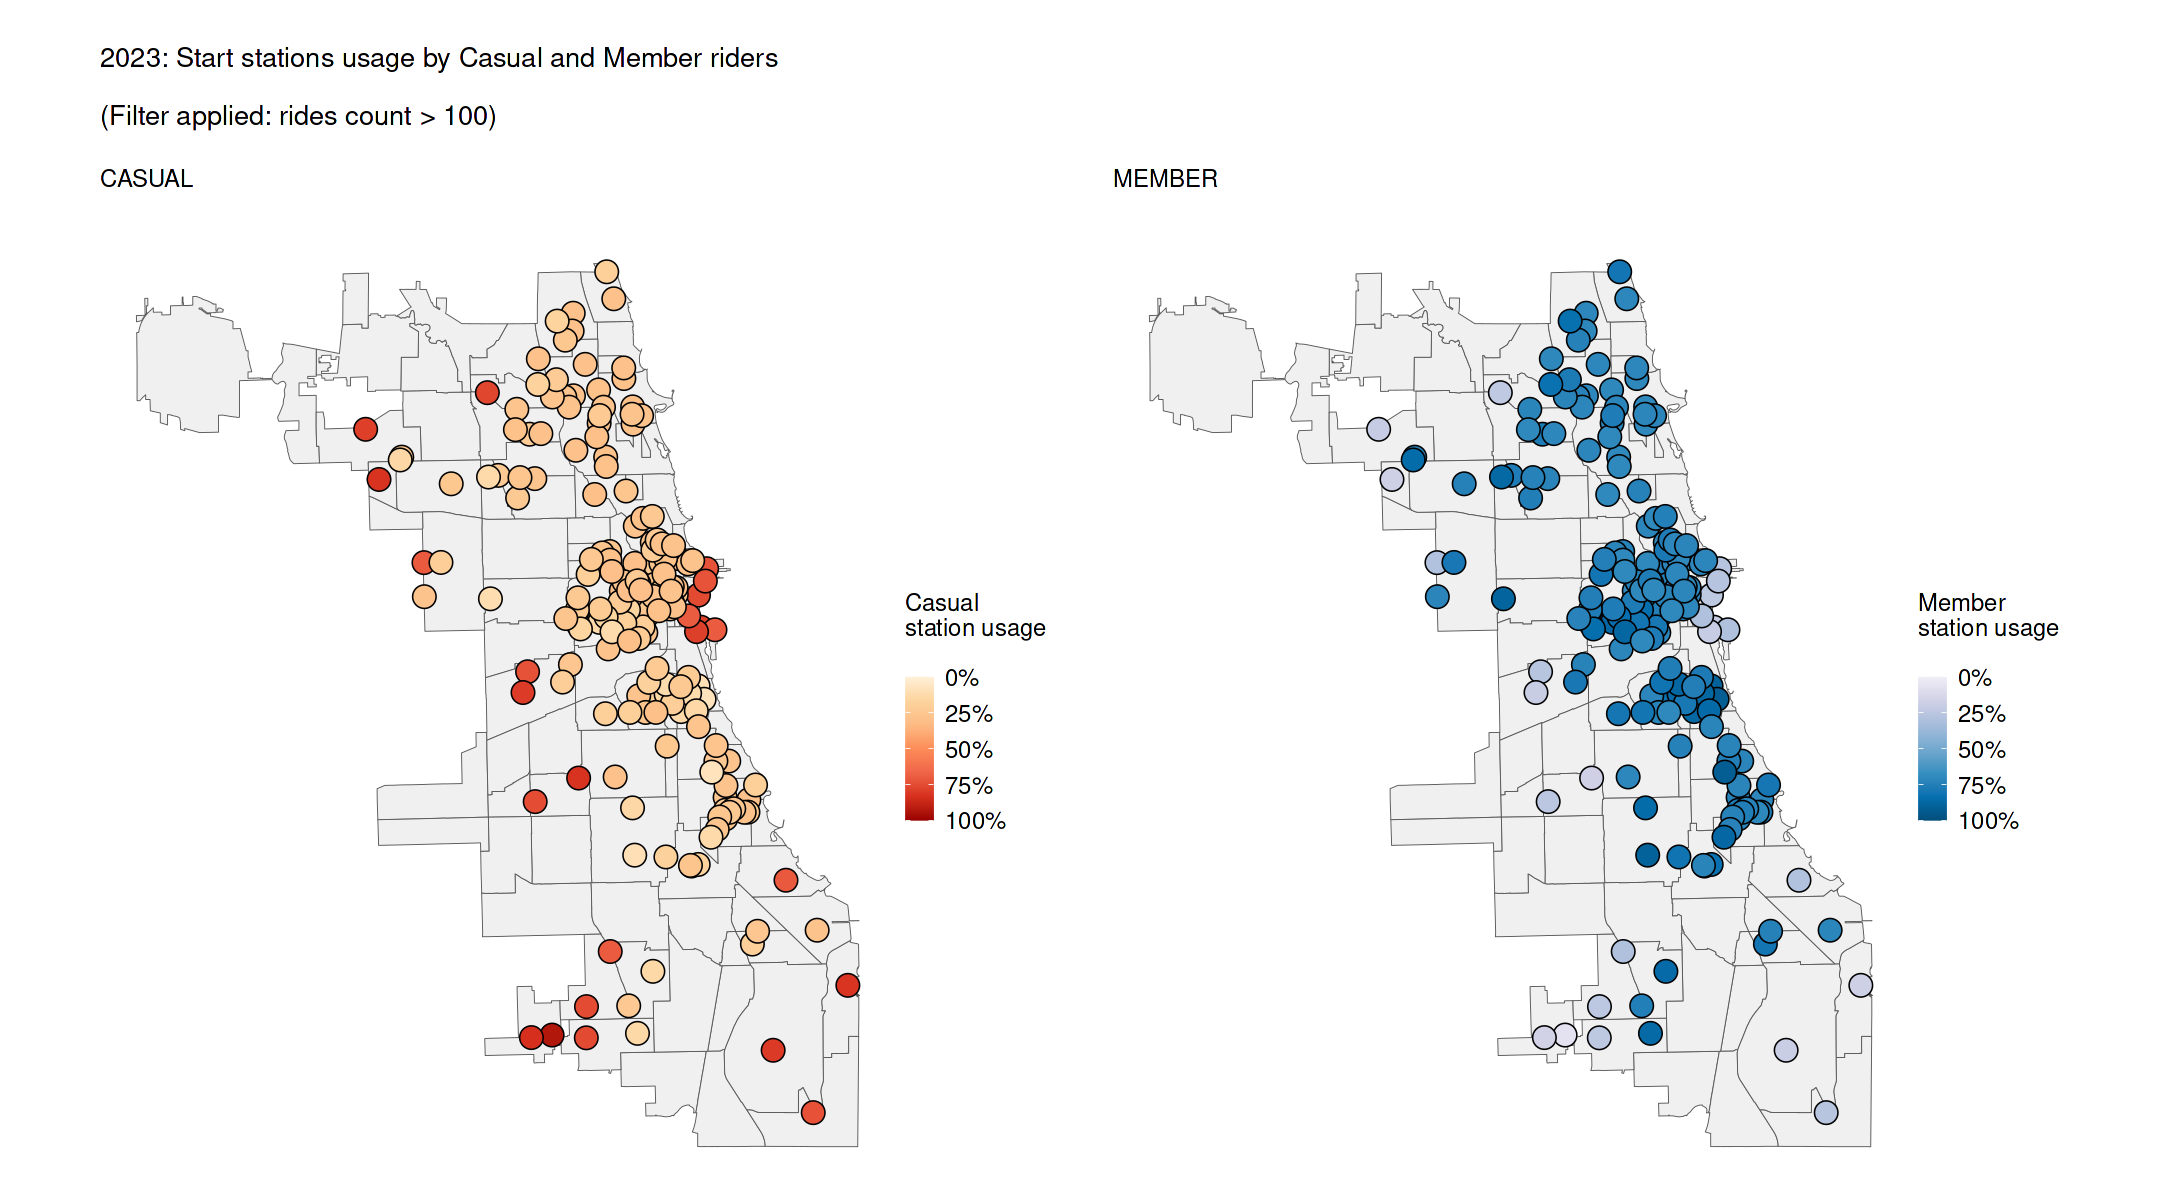 2023: Start stations usage by Casual and Member riders
(Filter applied: rides count > 100)
CASUAL
Casual
station usage
0%
25%
50%
75%
100%
MEMBER
Member
station usage
0%
25%
50%
75%
100%